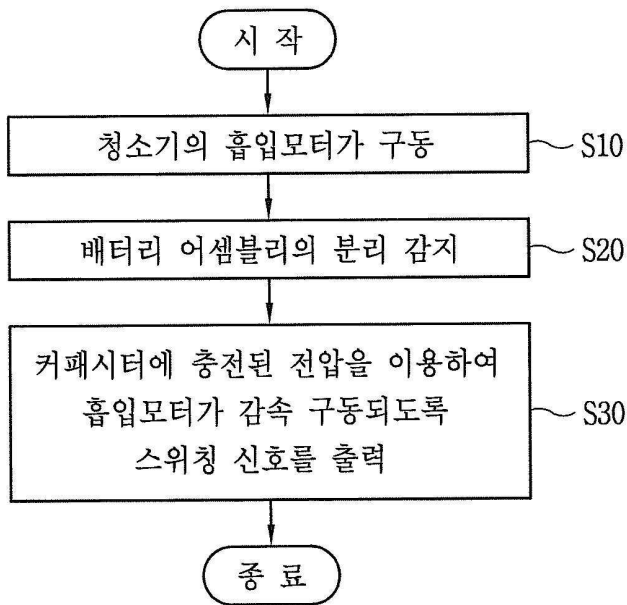 시 작
청소기의 흡입모터가 구동
S10
배터리 어셈블리의 분리 감지
S20
커패시터에 충전된 전압을 이용하여
흡입모터가 감속 구동되도록
스위칭 신호를 출력
S30
종 료